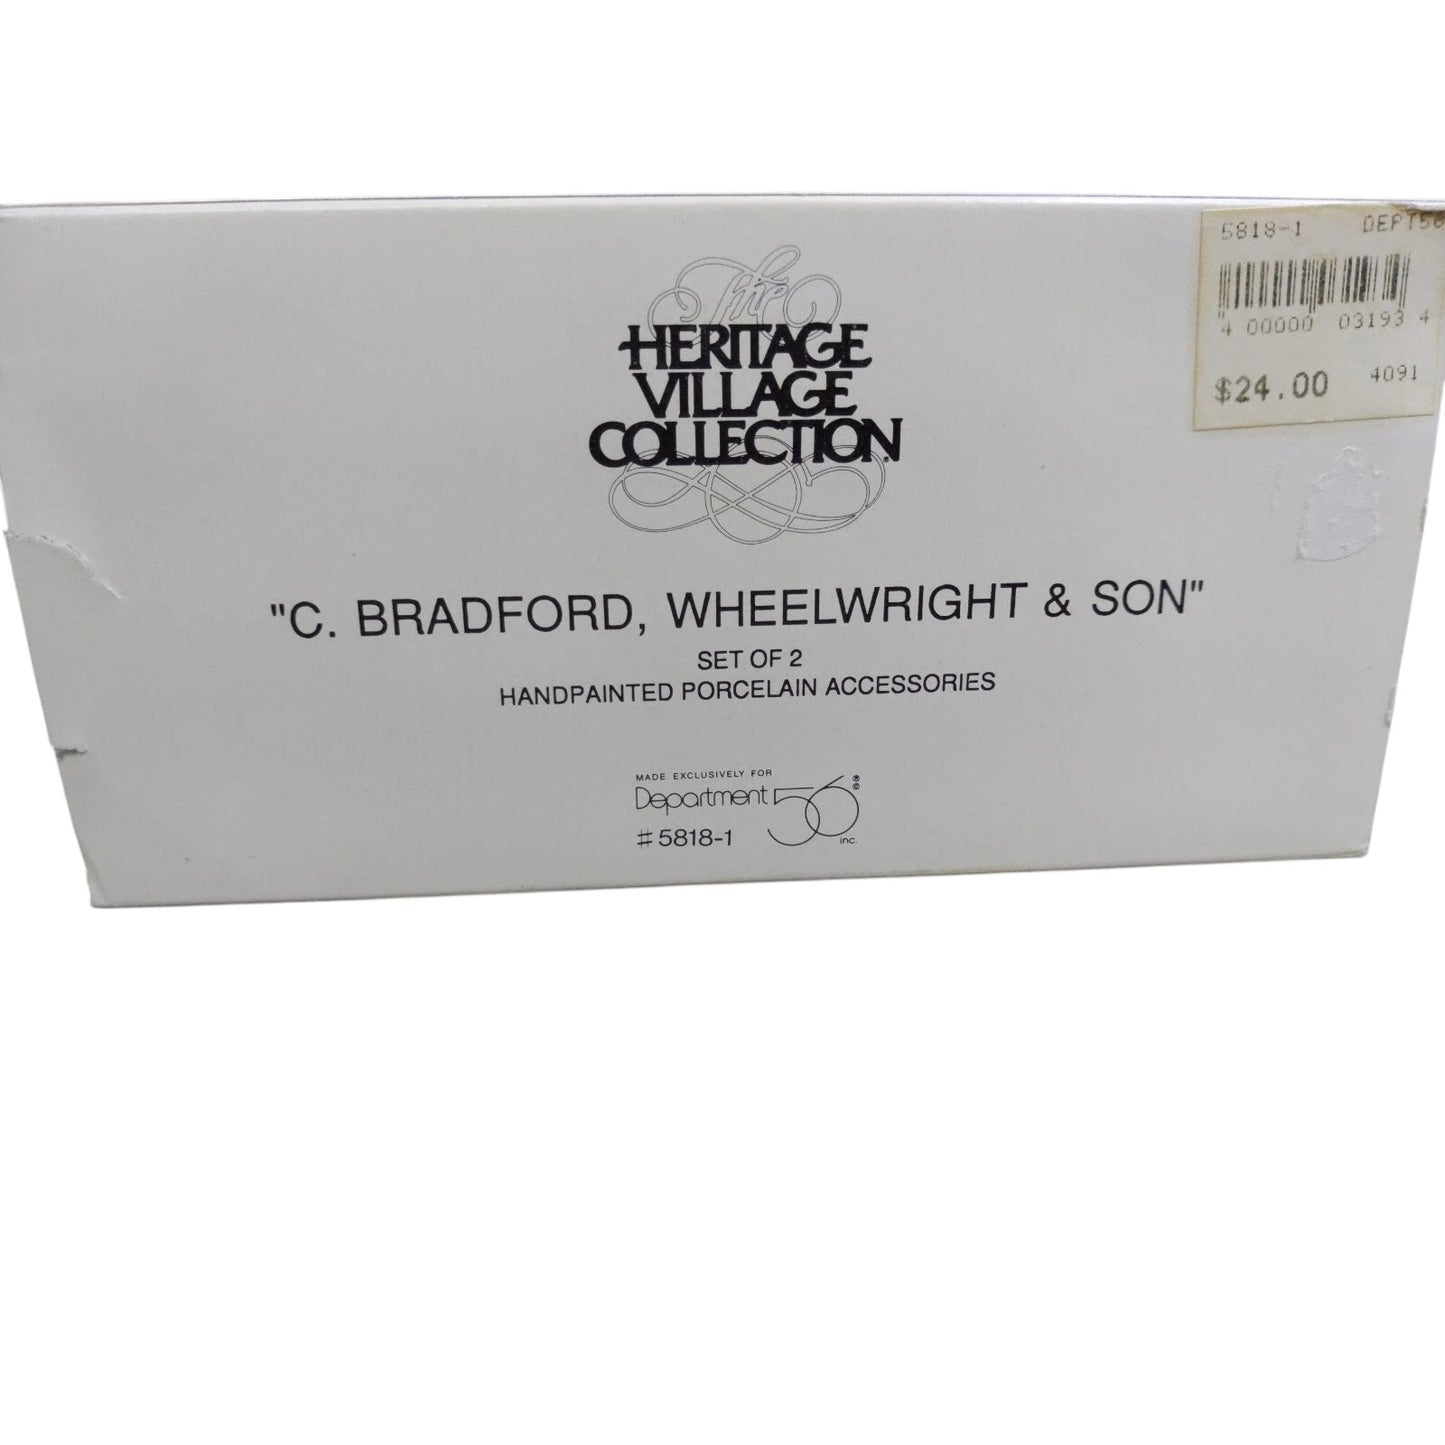 5818-1 DEPT56
4 00000 03193 4
$24.00 4091
The
HERITAGE
VILLAGE
COLLECTION®
"C. BRADFORD, WHEELWRIGHT & SON"
SET OF 2
HANDPAINTED PORCELAIN ACCESSORIES
MADE EXCLUSIVELY FOR
Department 56 ® ©
#5818-1 inc.